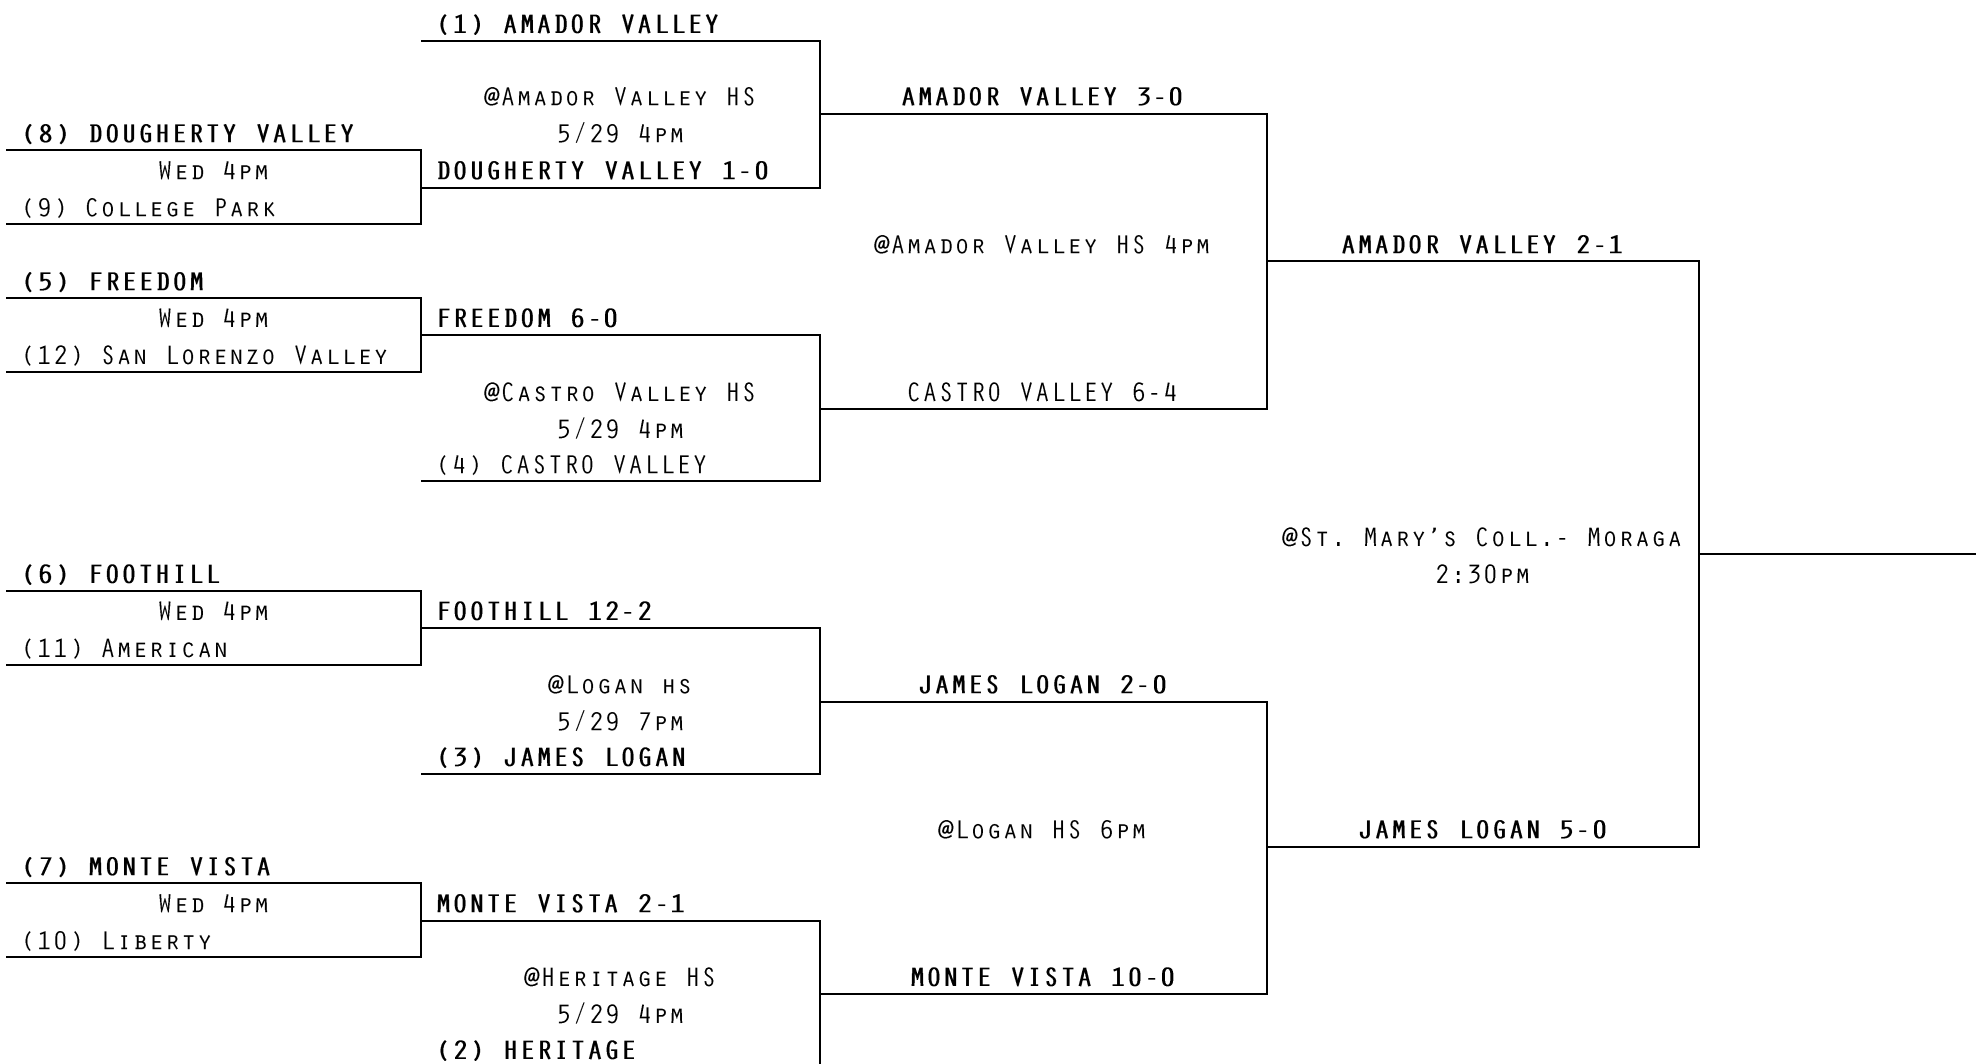 (1) AMADOR VALLEY
@AMADOR VALLEY HS
5/29 4PM
AMADOR VALLEY 3-0
(8) DOUGHERTY VALLEY
WED 4PM
DOUGHERTY VALLEY 1-0
(9) COLLEGE PARK
@AMADOR VALLEY HS 4PM
AMADOR VALLEY 2-1
(5) FREEDOM
WED 4PM
FREEDOM 6-0
(12) SAN LORENZO VALLEY
@CASTRO VALLEY HS
5/29 4PM
CASTRO VALLEY 6-4
(4) CASTRO VALLEY
@ST. MARY'S COLL.- MORAGA
2:30PM
(6) FOOTHILL
WED 4PM
FOOTHILL 12-2
(11) AMERICAN
@LOGAN HS
5/29 7PM
JAMES LOGAN 2-0
(3) JAMES LOGAN
@LOGAN HS 6PM
JAMES LOGAN 5-0
(7) MONTE VISTA
WED 4PM
MONTE VISTA 2-1
(10) LIBERTY
@HERITAGE HS
5/29 4PM
MONTE VISTA 10-0
(2) HERITAGE